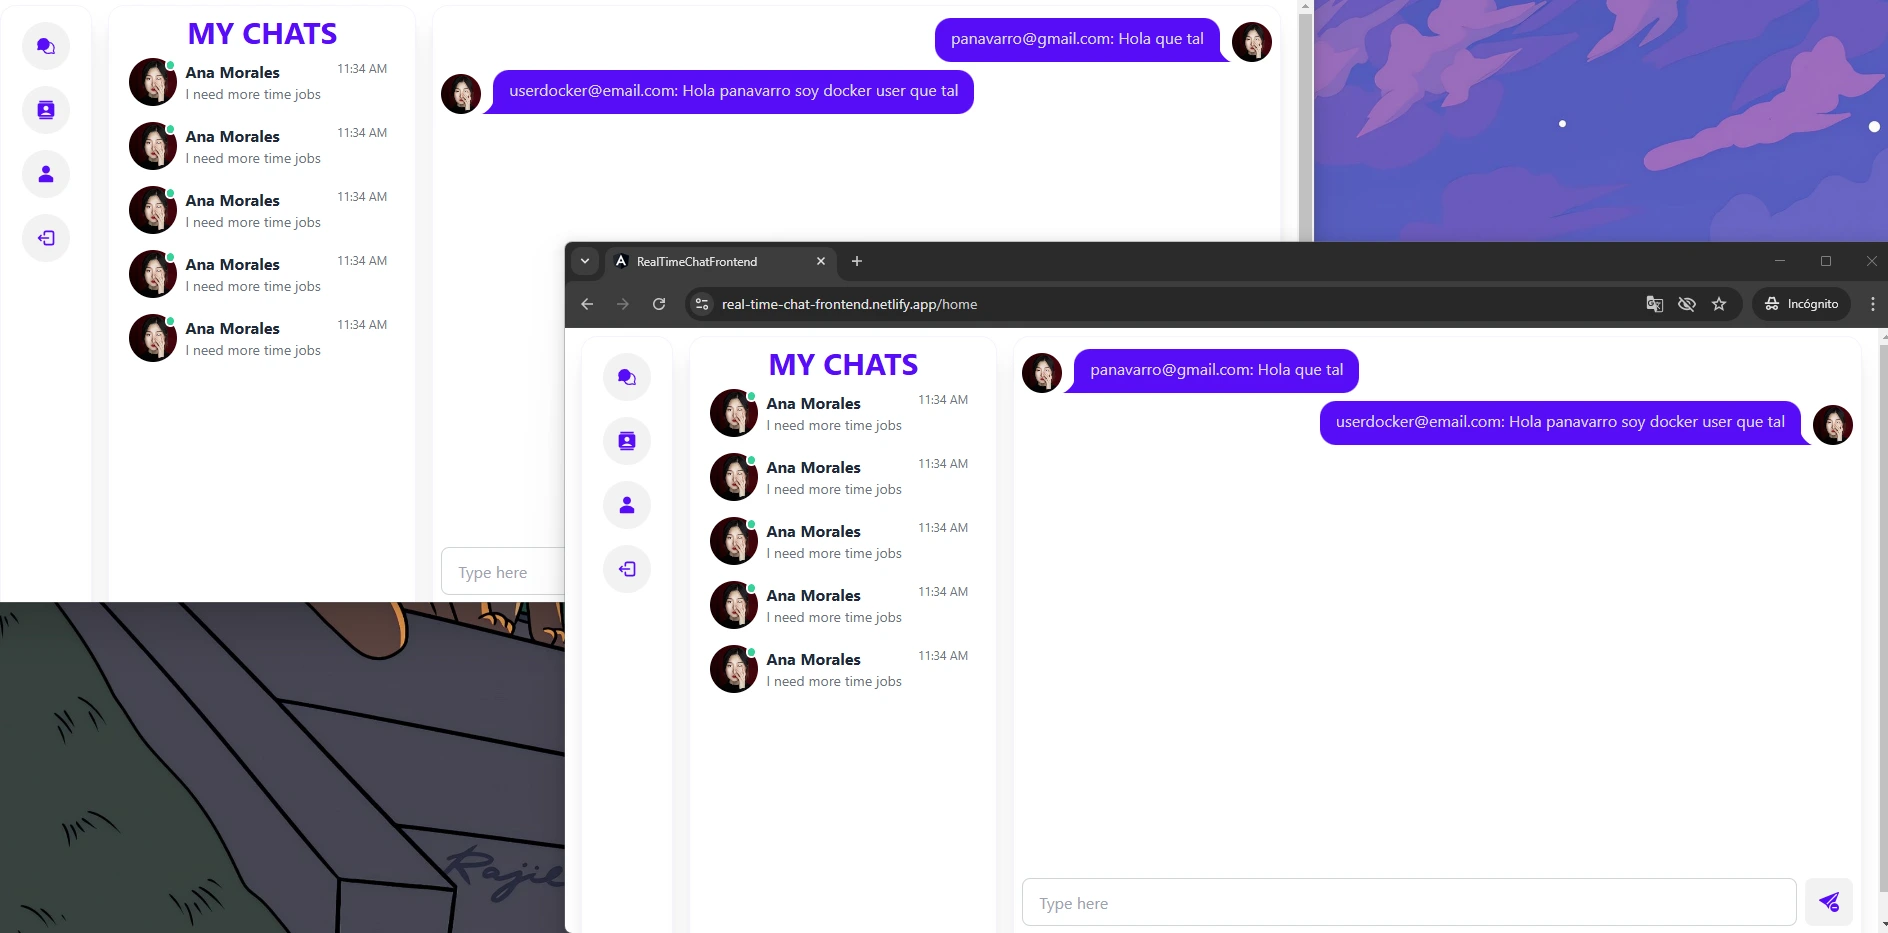 MY CHATS
Ana Morales 11:34 AM
I need more time jobs
Ana Morales 11:34 AM
I need more time jobs
Ana Morales 11:34 AM
I need more time jobs
Ana Morales 11:34 AM
I need more time jobs
Ana Morales 11:34 AM
I need more time jobs
panavarro@gmail.com: Hola que tal
userdocker@email.com: Hola panavarro soy docker user que tal
Type here
RealTimeChatFrontend
real-time-chat-frontend.netlify.app/home
Incógnito
MY CHATS
Ana Morales 11:34 AM
I need more time jobs
Ana Morales 11:34 AM
I need more time jobs
Ana Morales 11:34 AM
I need more time jobs
Ana Morales 11:34 AM
I need more time jobs
Ana Morales 11:34 AM
I need more time jobs
panavarro@gmail.com: Hola que tal
userdocker@email.com: Hola panavarro soy docker user que tal
Type here